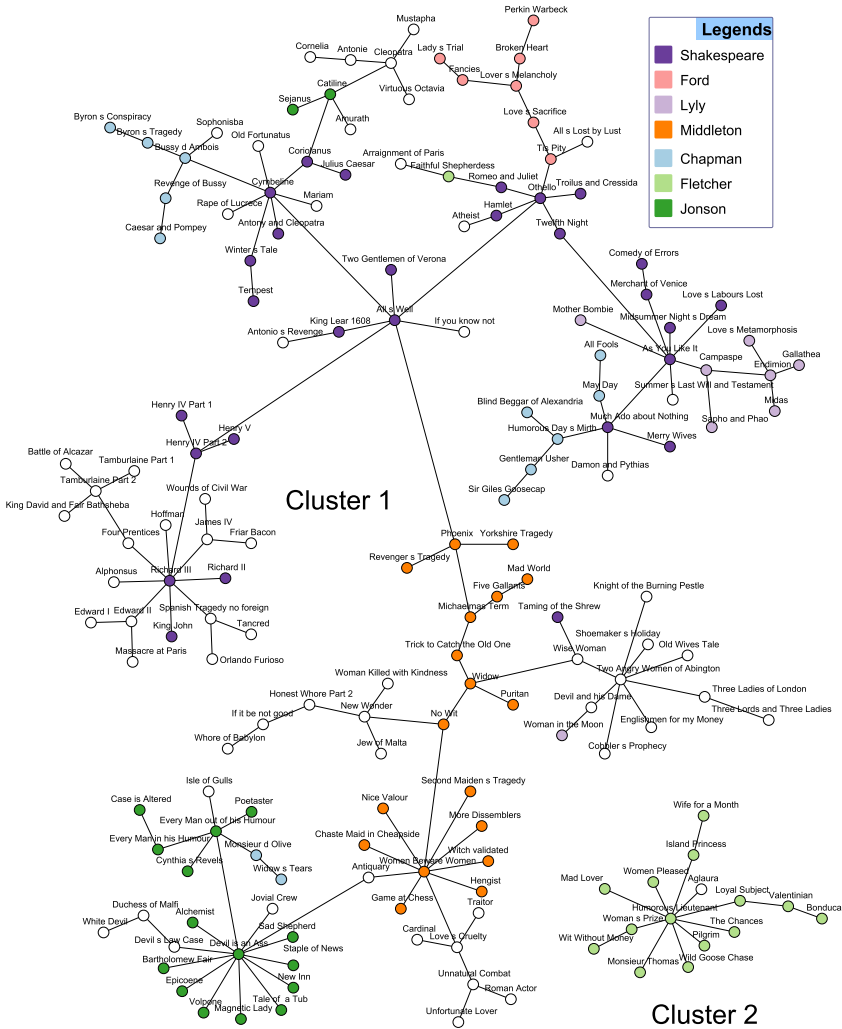 Mustapha
Perkin Warbeck
Legends
Cornelia
Antonie
Cleopatra
Lady s Trial
Broken Heart
Shakespeare
Fancies
Lover s Melancholy
Ford
Catiline
Virtuous Octavia
Lyly
Sejanus
Amurath
Love s Sacrifice
Middleton
Byron s Conspiracy
Sophonisba
All s Lost by Lust
Byron s Tragedy
Old Fortunatus
Tis Pity
Chapman
Bussy d Ambois
Coriolanus
Arraignment of Paris
Julius Caesar
Faithful Shepherdess
Fletcher
Revenge of Bussy
Cymbeline
Romeo and Juliet
Troilus and Cressida
Othello
Jonson
Rape of Lucrece
Mariam
Hamlet
Caesar and Pompey
Antony and Cleopatra
Atheist
Twelfth Night
Winter s Tale
Two Gentlemen of Verona
Comedy of Errors
Tempest
Merchant of Venice
Love s Labours Lost
Mother Bombie
Midsummer Night s Dream
All s Well
King Lear 1608
If you know not
Antonio s Revenge
Love s Metamorphosis
All Fools
As You Like It
Campaspe
Endimion
Gallathea
May Day
Summer s Last Will and Testament
Midas
Henry IV Part 1
Blind Beggar of Alexandria
Much Ado about Nothing
Sapho and Phao
Henry V
Humorous Day s Mirth
Henry IV Part 2
Merry Wives
Battle of Alcazar
Tamburlaine Part 1
Gentleman Usher
Damon and Pythias
Tamburlaine Part 2
Wounds of Civil War
Sir Giles Goosecap
King David and Fair Bathsheba
Cluster 1
Hoffman
James IV
Four Prentices
Friar Bacon
Phoenix
Yorkshire Tragedy
Alphonsus
Richard III
Richard II
Revenger s Tragedy
Mad World
Five Gallants
Knight of the Burning Pestle
Edward I
Edward II
Spanish Tragedy no foreign
Michaelmas Term
Taming of the Shrew
King John
Tancred
Shoemaker s Holiday
Massacre at Paris
Orlando Furioso
Trick to Catch the Old One
Wise Woman
Old Wives Tale
Woman Killed with Kindness
Widow
Two Angry Women of Abington
Honest Whore Part 2
Puritan
Devil and his Dame
Three Ladies of London
If it be not good
New Wonder
No Wit
Three Lords and Three Ladies
Woman in the Moon
Englishmen for my Money
Whore of Babylon
Jew of Malta
Cobbler s Prophecy
Isle of Gulls
Second Maiden s Tragedy
Case is Altered
Poetaster
Nice Valour
Wife for a Month
Every Man out of his Humour
More Dissemblers
Every Man in his Humour
Monsieur d Olive
Chaste Maid in Cheapside
Witch validated
Island Princess
Cynthia s Revels
Widow s Tears
Antiquary
Women Beware Women
Women Pleased
Aglaura
Mad Lover
Loyal Subject
Valentinian
Duchess of Malfi
Jovial Crew
Game at Chess
Hengist
Humorous Lieutenant
Bonduca
White Devil
Alchemist
Sad Shepherd
Traitor
Woman s Prize
The Chances
Devil s Law Case
Devil is an Ass
Staple of News
Cardinal
Love s Cruelty
Wit Without Money
Pilgrim
Bartholomew Fair
Monsieur Thomas
Wild Goose Chase
Epicoene
New Inn
Unnatural Combat
Volpone
Magnetic Lady
Tale of a Tub
Roman Actor
Unfortunate Lover
Cluster 2